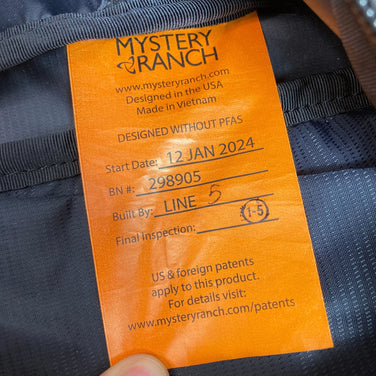 MYSTERY
RANCH
www.mysteryranch.com
Designed in the USA
Made in Vietnam
DESIGNED WITHOUT PFAS
Start Date: 12 JAN 2024
BN #: 298905
Built By: LINE 5
Final Inspection: 1-5
US & foreign patents
apply to this product.
For details visit:
www.mysteryranch.com/patents